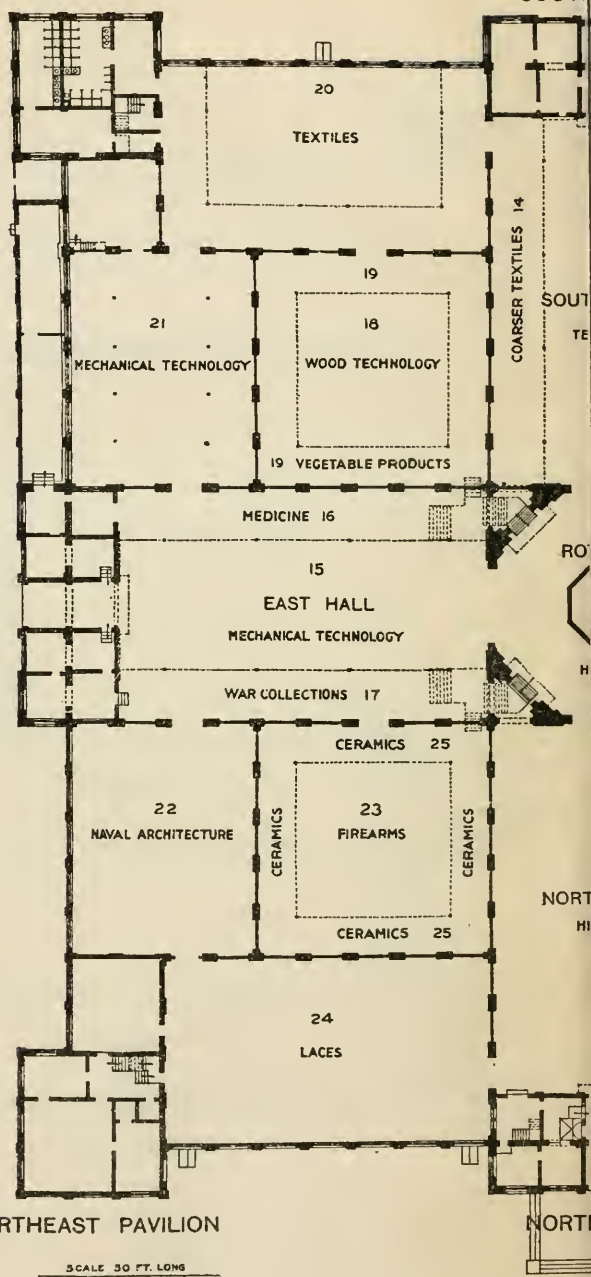 20
TEXTILES
COARSER TEXTILES 14
19
21
MECHANICAL TECHNOLOGY
18
WOOD TECHNOLOGY
SOUT
TE
19 VEGETABLE PRODUCTS
MEDICINE 16
15
EAST HALL
MECHANICAL TECHNOLOGY
RO
H
WAR COLLECTIONS 17
CERAMICS 25
22
NAVAL ARCHITECTURE
CERAMICS
23
FIREARMS
CERAMICS
NORT
HI
CERAMICS 25
24
LACES
RTHEAST PAVILION
NORT
SCALE 50 FT. LONG